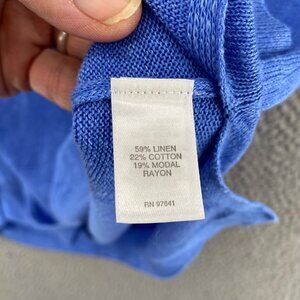 59% LINEN
22% COTTON
19% MODAL
RAYON
RN 97641